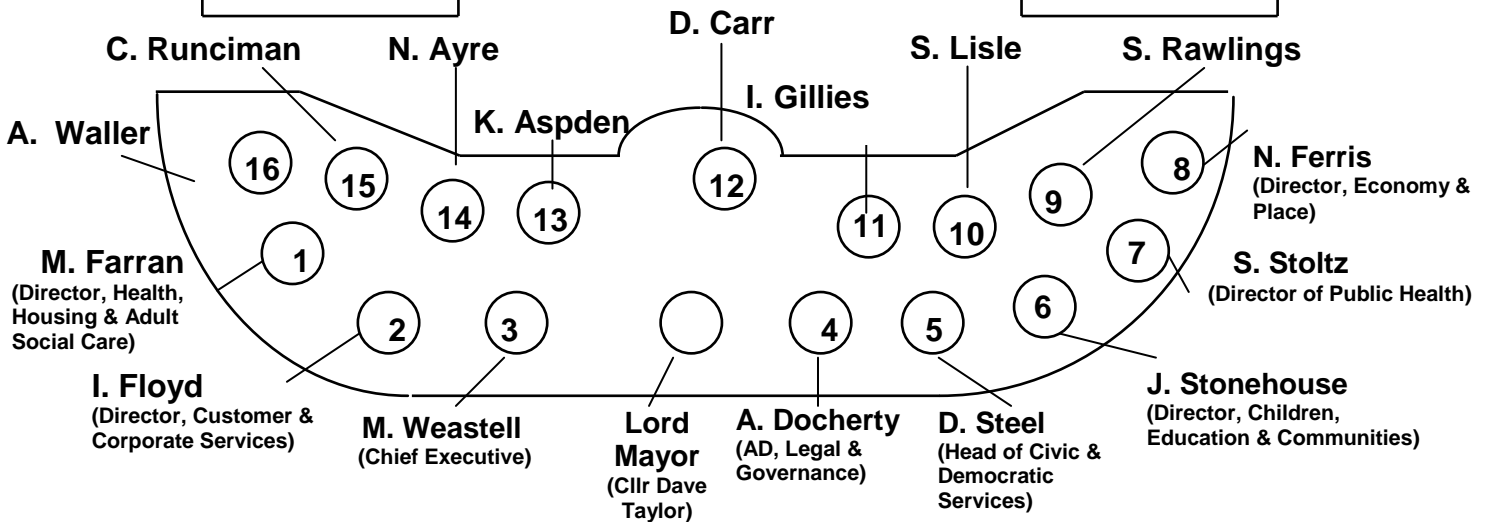 D. Carr
C. Runciman
N. Ayre
S. Lisle
S. Rawlings
I. Gillies
K. Aspden
A. Waller
16
15
14
13
12
11
10
9
8
N. Ferris
(Director, Economy &
Place)
1
7
M. Farran
(Director, Health,
Housing & Adult
Social Care)
S. Stoltz
(Director of Public Health)
2
3
4
5
6
I. Floyd
(Director, Customer &
Corporate Services)
M. Weastell
(Chief Executive)
Lord
Mayor
(Cllr Dave
Taylor)
A. Docherty
(AD, Legal &
Governance)
D. Steel
(Head of Civic &
Democratic
Services)
J. Stonehouse
(Director, Children,
Education & Communities)